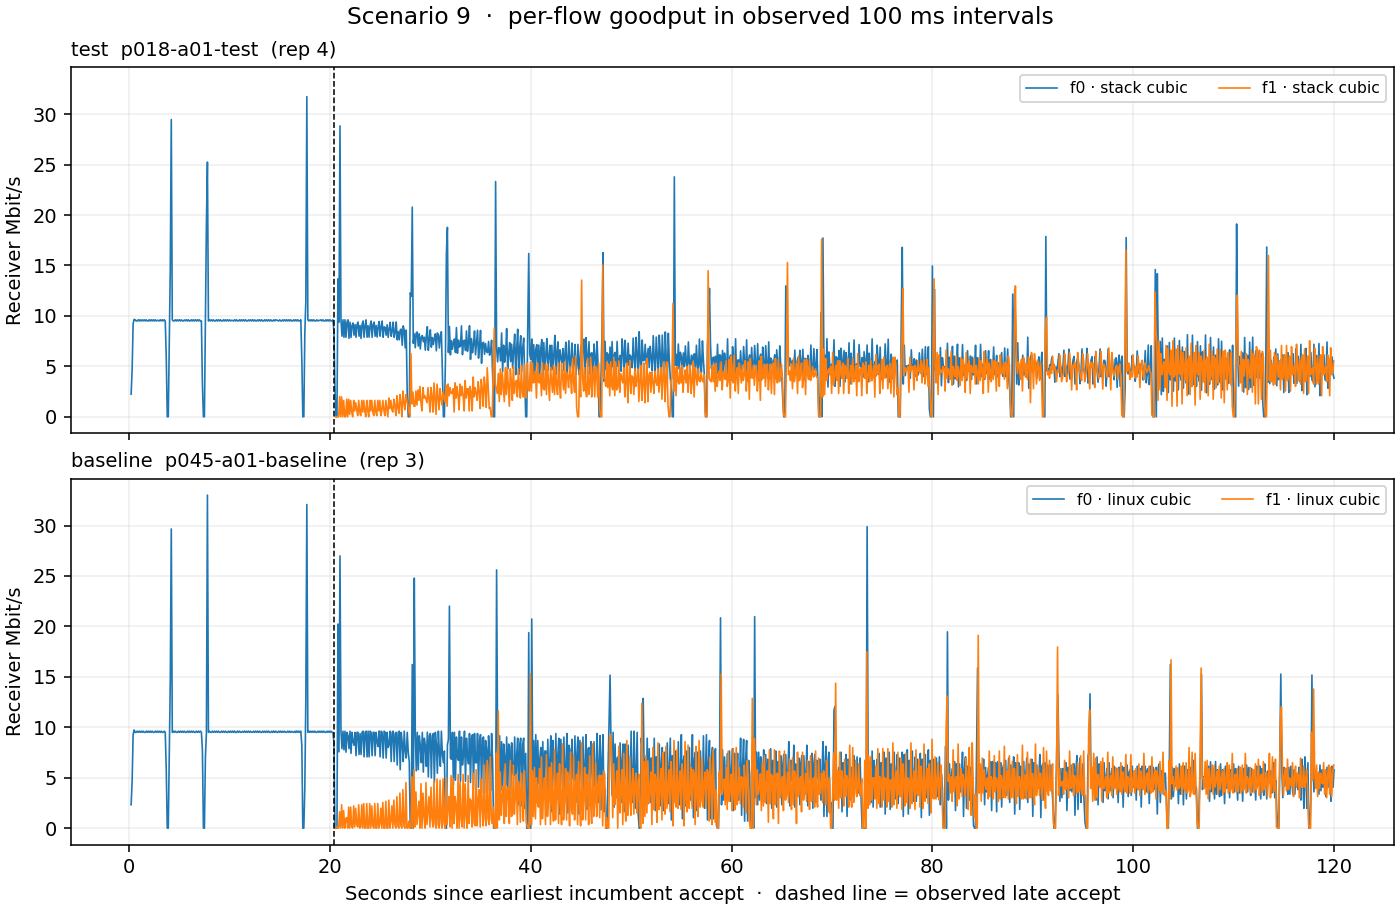 Scenario 9  ·  per-flow goodput in observed 100 ms intervals
test  p018-a01-test  (rep 4)
f0 · stack cubic
f1 · stack cubic
Receiver Mbit/s
30
25
20
15
10
5
0
baseline  p045-a01-baseline  (rep 3)
f0 · linux cubic
f1 · linux cubic
Receiver Mbit/s
30
25
20
15
10
5
0
0 20 40 60 80 100 120
Seconds since earliest incumbent accept  ·  dashed line = observed late accept